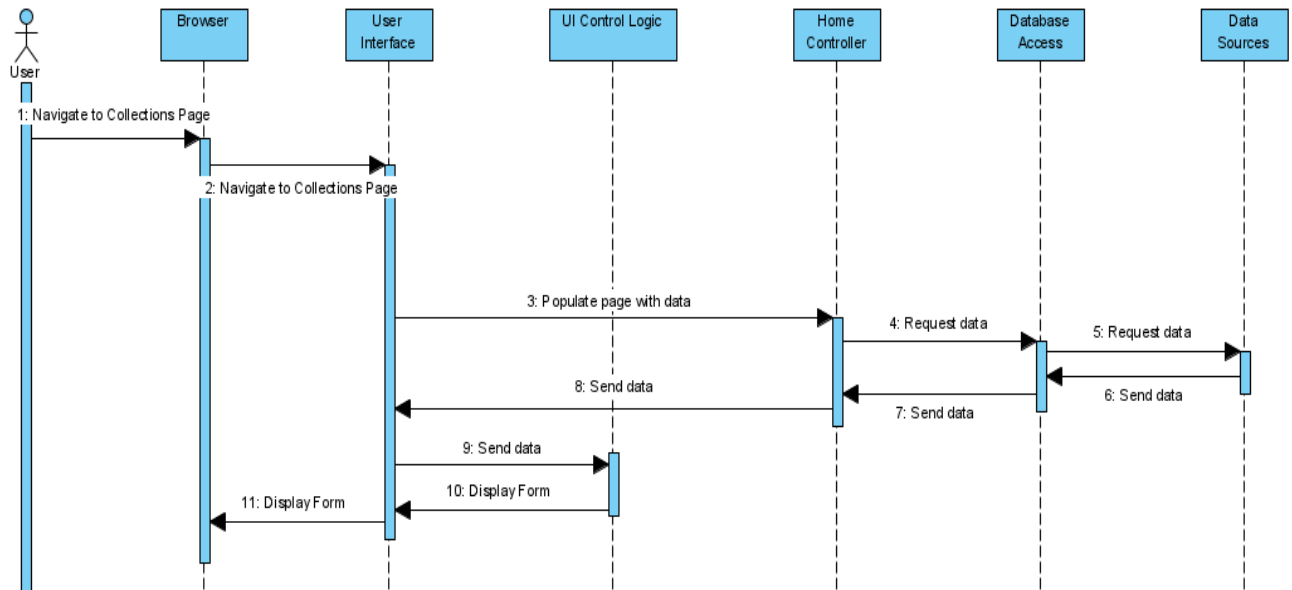 Browser
User
Interface
UI Control Logic
Home
Controller
Database
Access
Data
Sources
User
1: Navigate to Collections Page
2: Navigate to Collections Page
3: Populate page with data
4: Request data
5: Request data
8: Send data
6: Send data
7: Send data
9: Send data
10: Display Form
11: Display Form